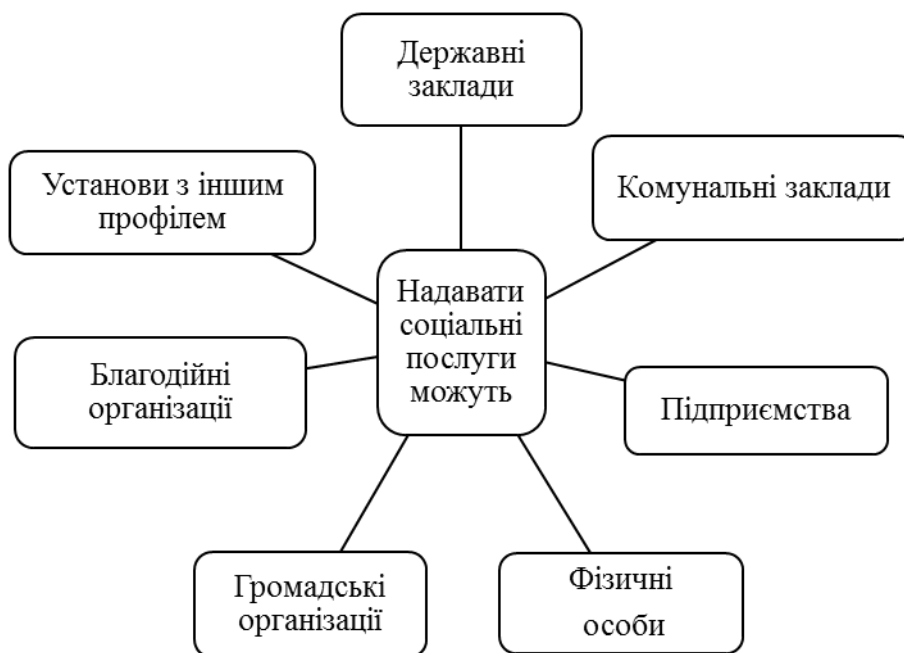 Державні
заклади
Установи з іншим
профілем
Комунальні заклади
Надавати
соціальні
послуги
можуть
Благодійні
організації
Підприємства
Громадські
організації
Фізичні
особи